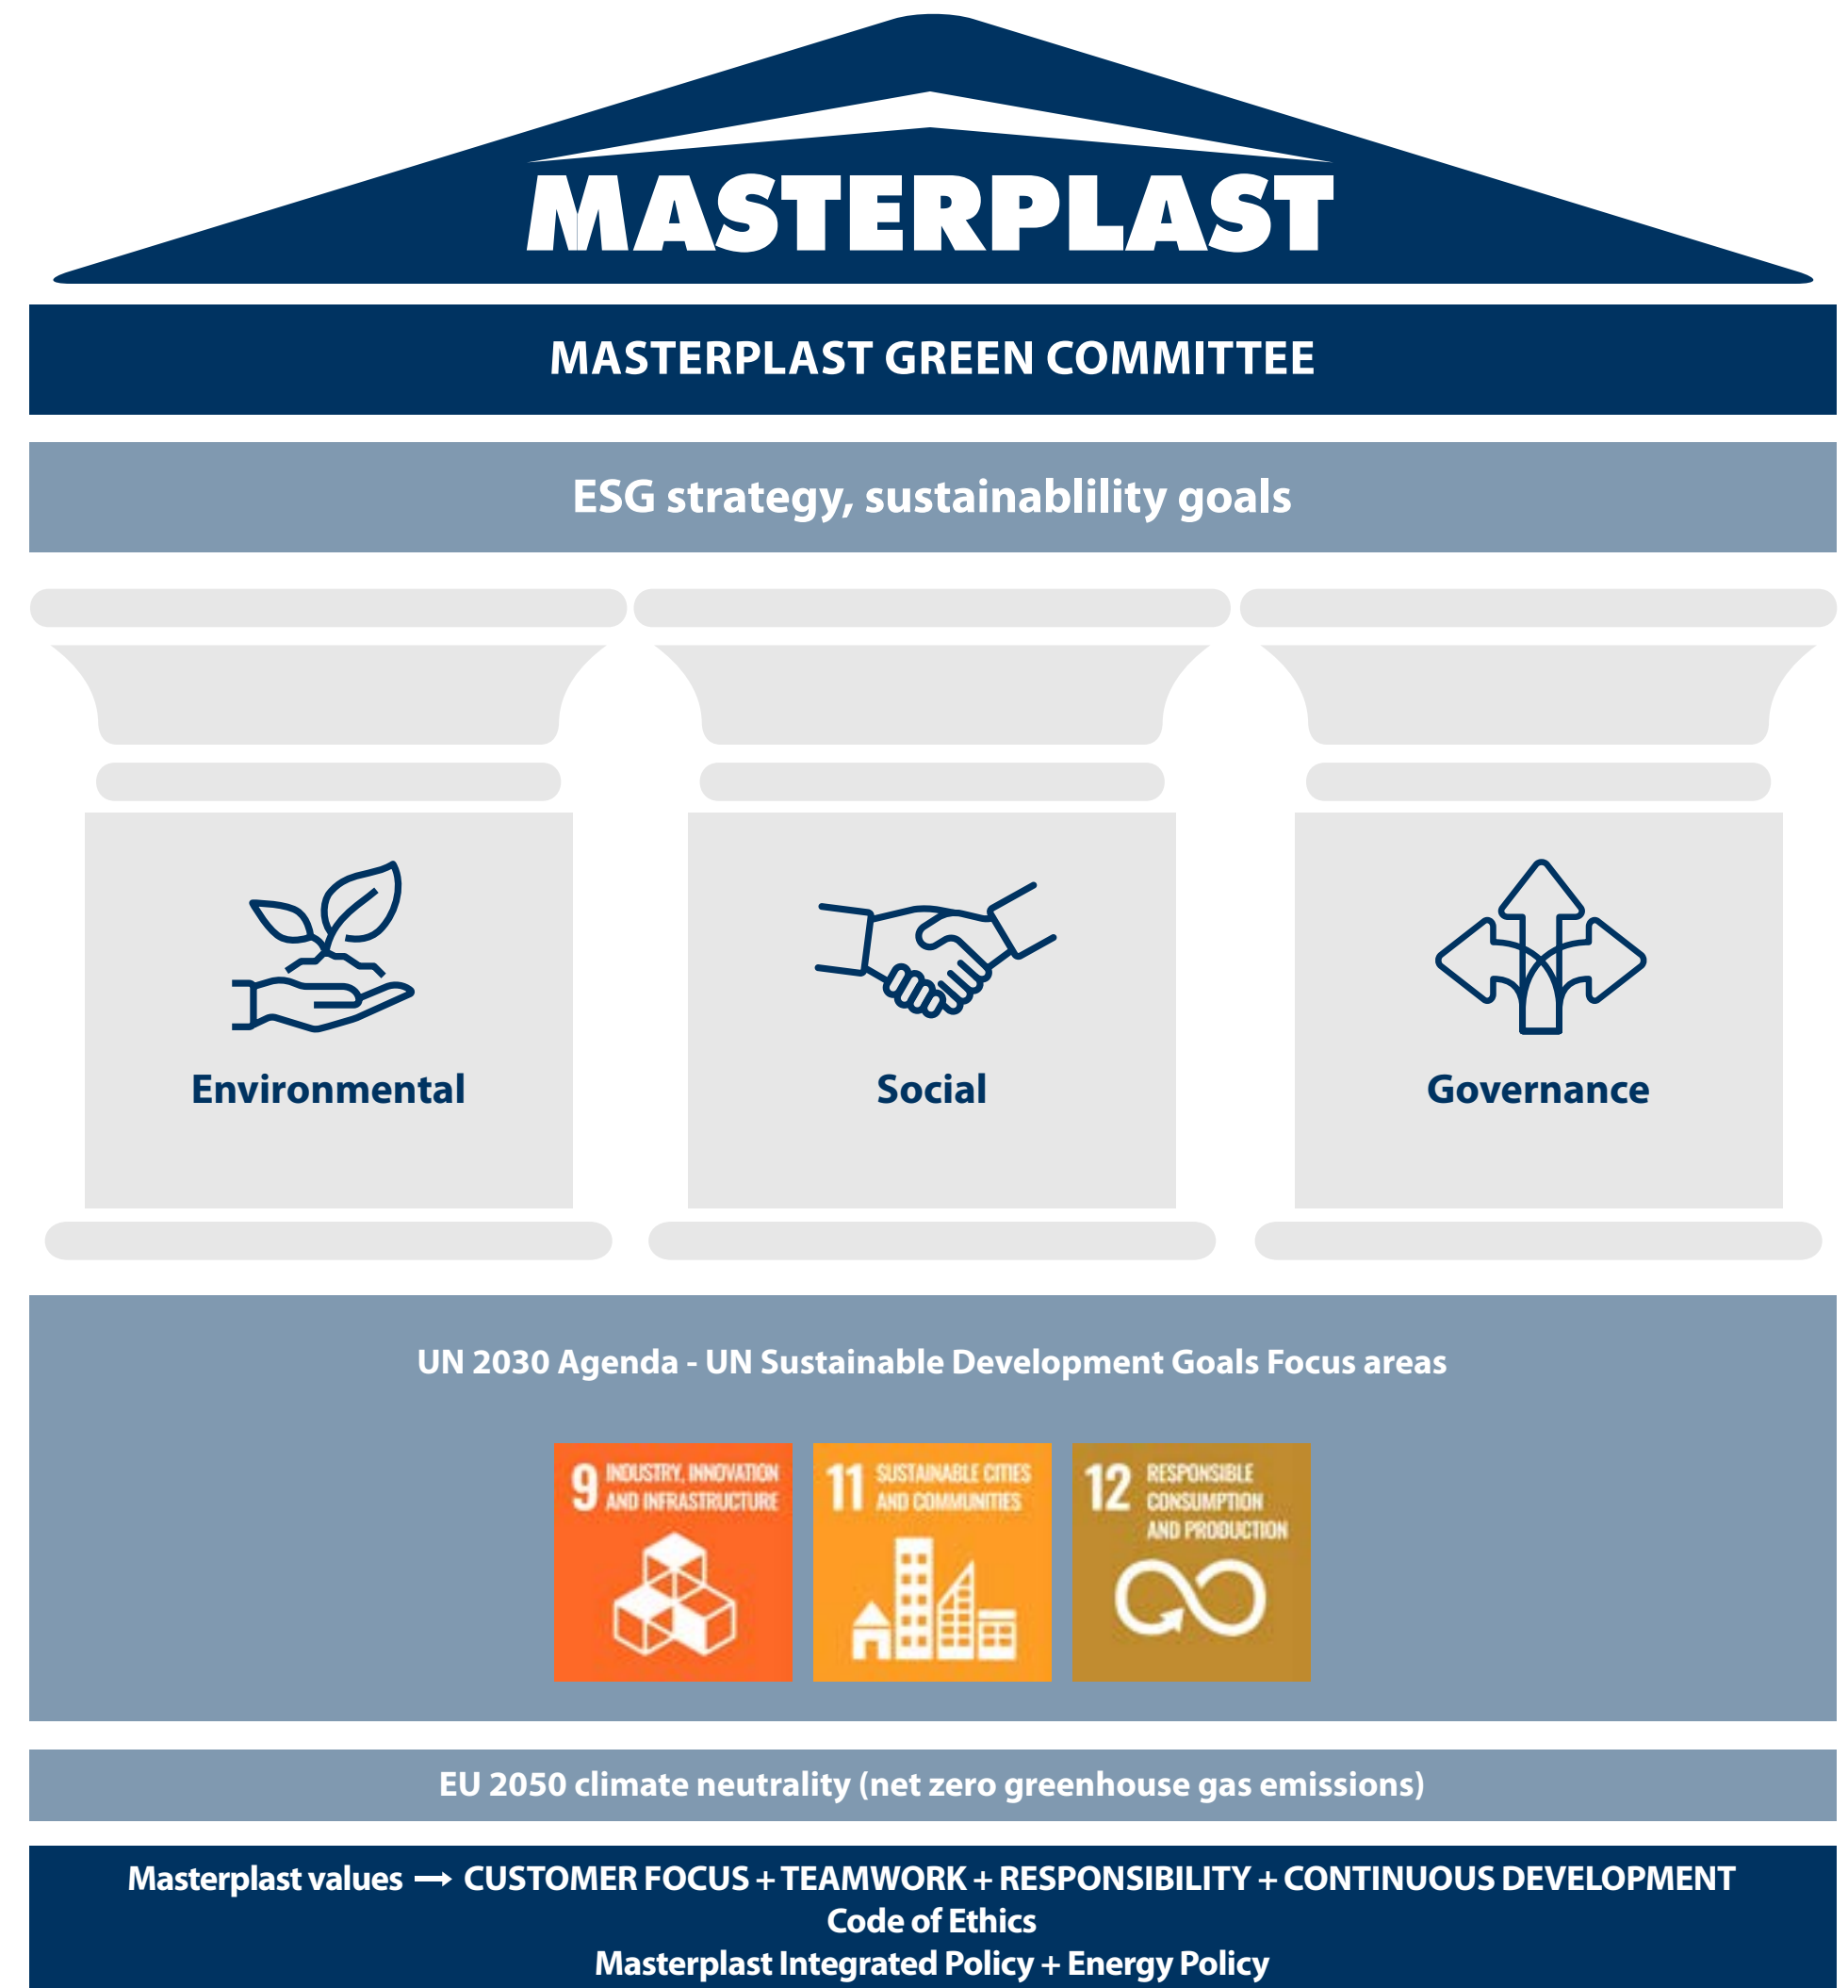 MASTERPLAST
MASTERPLAST GREEN COMMITTEE
ESG strategy, sustainablility goals
Environmental
Social
Governance
UN 2030 Agenda - UN Sustainable Development Goals Focus areas
9 INDUSTRY, INNOVATION
AND INFRASTRUCTURE
11 SUSTAINABLE CITIES
AND COMMUNITIES
12 RESPONSIBLE
CONSUMPTION
AND PRODUCTION
EU 2050 climate neutrality (net zero greenhouse gas emissions)
Masterplast values → CUSTOMER FOCUS + TEAMWORK + RESPONSIBILITY + CONTINUOUS DEVELOPMENT
Code of Ethics
Masterplast Integrated Policy + Energy Policy